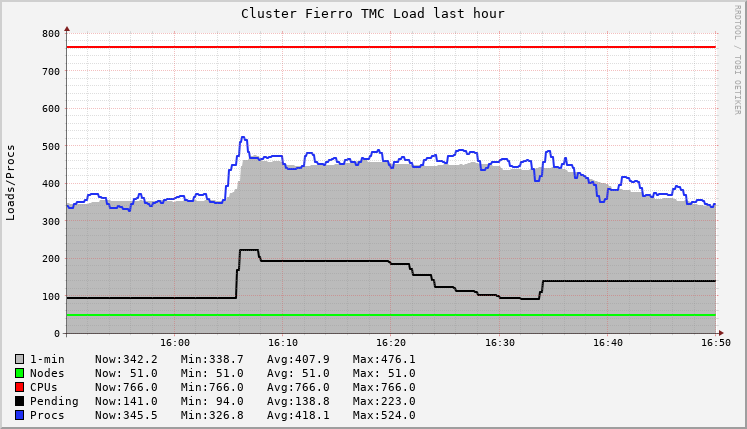 Cluster Fierro TMC Load last hour
RRDTOOL / TOBI OETIKER
Loads/Procs
800
700
600
500
400
300
200
100
0
16:00 16:10 16:20 16:30 16:40 16:50
1-min Now:342.2 Min:338.7 Avg:407.9 Max:476.1
Nodes Now: 51.0 Min: 51.0 Avg: 51.0 Max: 51.0
CPUs Now:766.0 Min:766.0 Avg:766.0 Max:766.0
Pending Now:141.0 Min: 94.0 Avg:138.8 Max:223.0
Procs Now:345.5 Min:326.8 Avg:418.1 Max:524.0